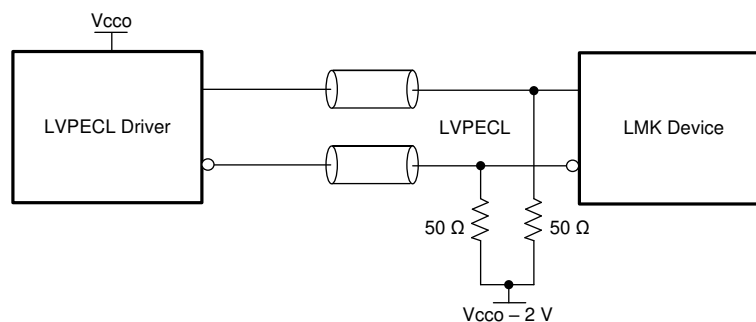 Vcco
LVPECL Driver
LVPECL
LMK Device
50 Ω
50 Ω
Vcco – 2 V